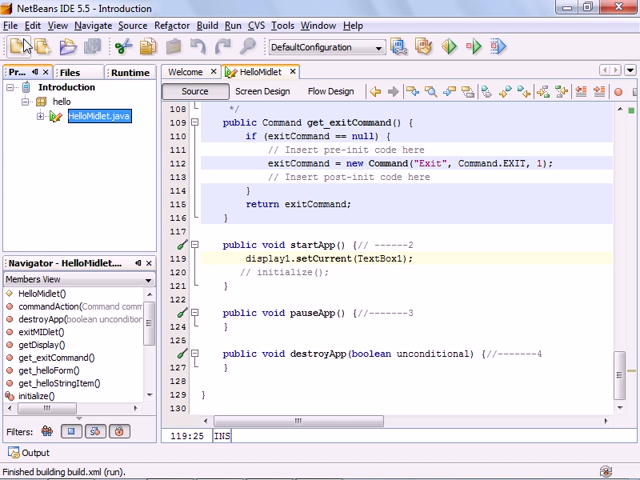 NetBeans IDE 5.5 - Introduction
File Edit View Navigate Source Refactor Build Run CVS Tools Window Help
DefaultConfiguration
Pr... Files Runtime
Introduction
hello
HelloMidlet.java
Welcome HelloMidlet
Source Screen Design Flow Design
108 */
109 public Command get_exitCommand() {
110 if (exitCommand == null) {
111 // Insert pre-init code here
112 exitCommand = new Command("Exit", Command.EXIT, 1);
113 // Insert post-init code here
114 }
115 return exitCommand;
116 }
117
118 public void startApp() {// ------2
119 display1.setCurrent(TextBox1);
120 // initialize();
121 }
122
123 public void pauseApp() {//------3
124 }
125
126 public void destroyApp(boolean unconditional) {//-------4
127 }
128
129 }
130
Navigator - HelloMidlet....
Members View
HelloMidlet()
commandAction(Command comm
destroyApp(boolean uncondition
exitMIDlet()
getDisplay()
get_exitCommand()
get_helloForm()
get_helloStringItem()
initialize()
Filters:
119:25 INS
Output
Finished building build.xml (run).